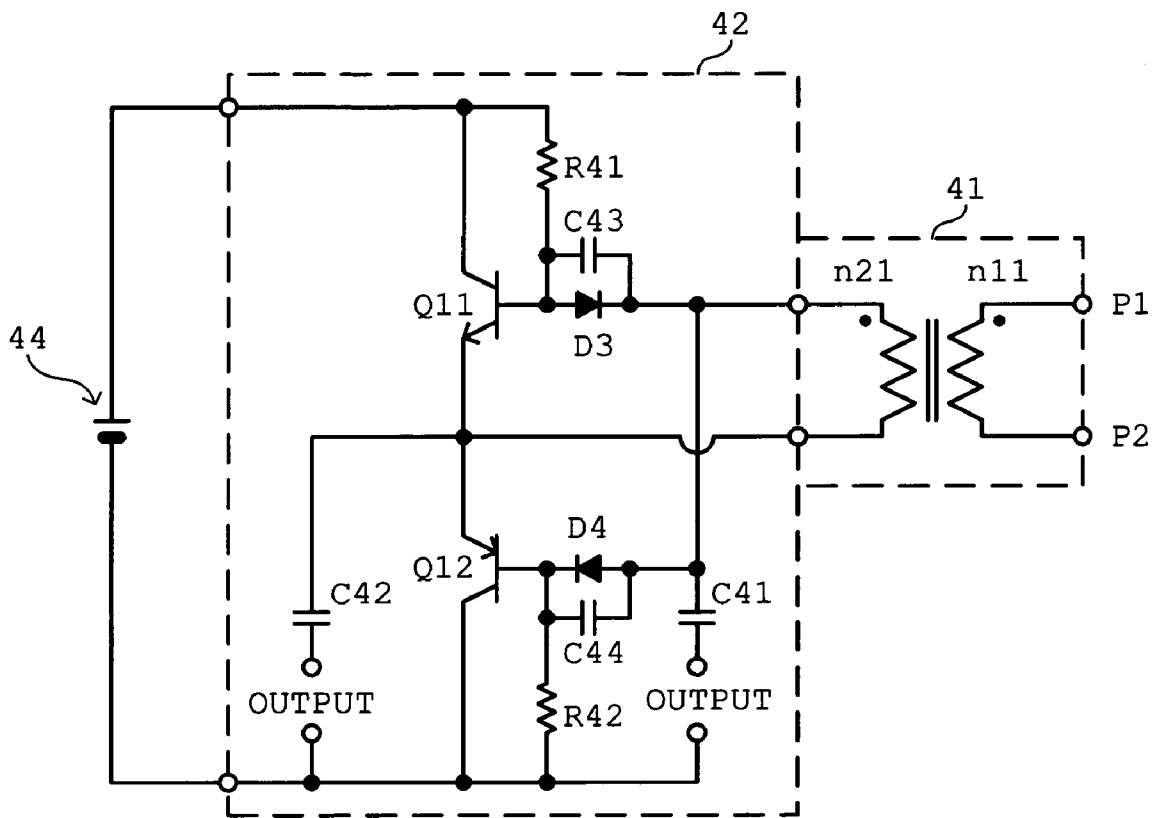 42
R41
41
C43
n21 n11
Q11
P1
D3
44
P2
D4
Q12
C42 C41
C44
OUTPUT R42 OUTPUT